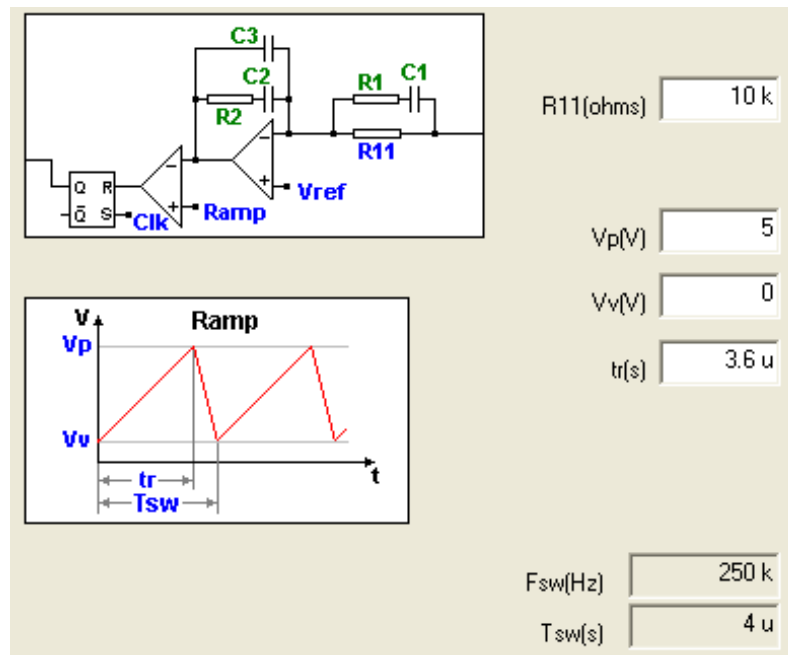 C3
C2
R2
R1 C1
R11
R11(ohms) 10 k
−
+
Vref
−
+
Ramp
Q R
Q̅ S
Clk
Vp(V) 5
Vv(V) 0
tr(s) 3.6 u
V
Ramp
Vp
Vv
t
tr
Tsw
Fsw(Hz) 250 k
Tsw(s) 4 u